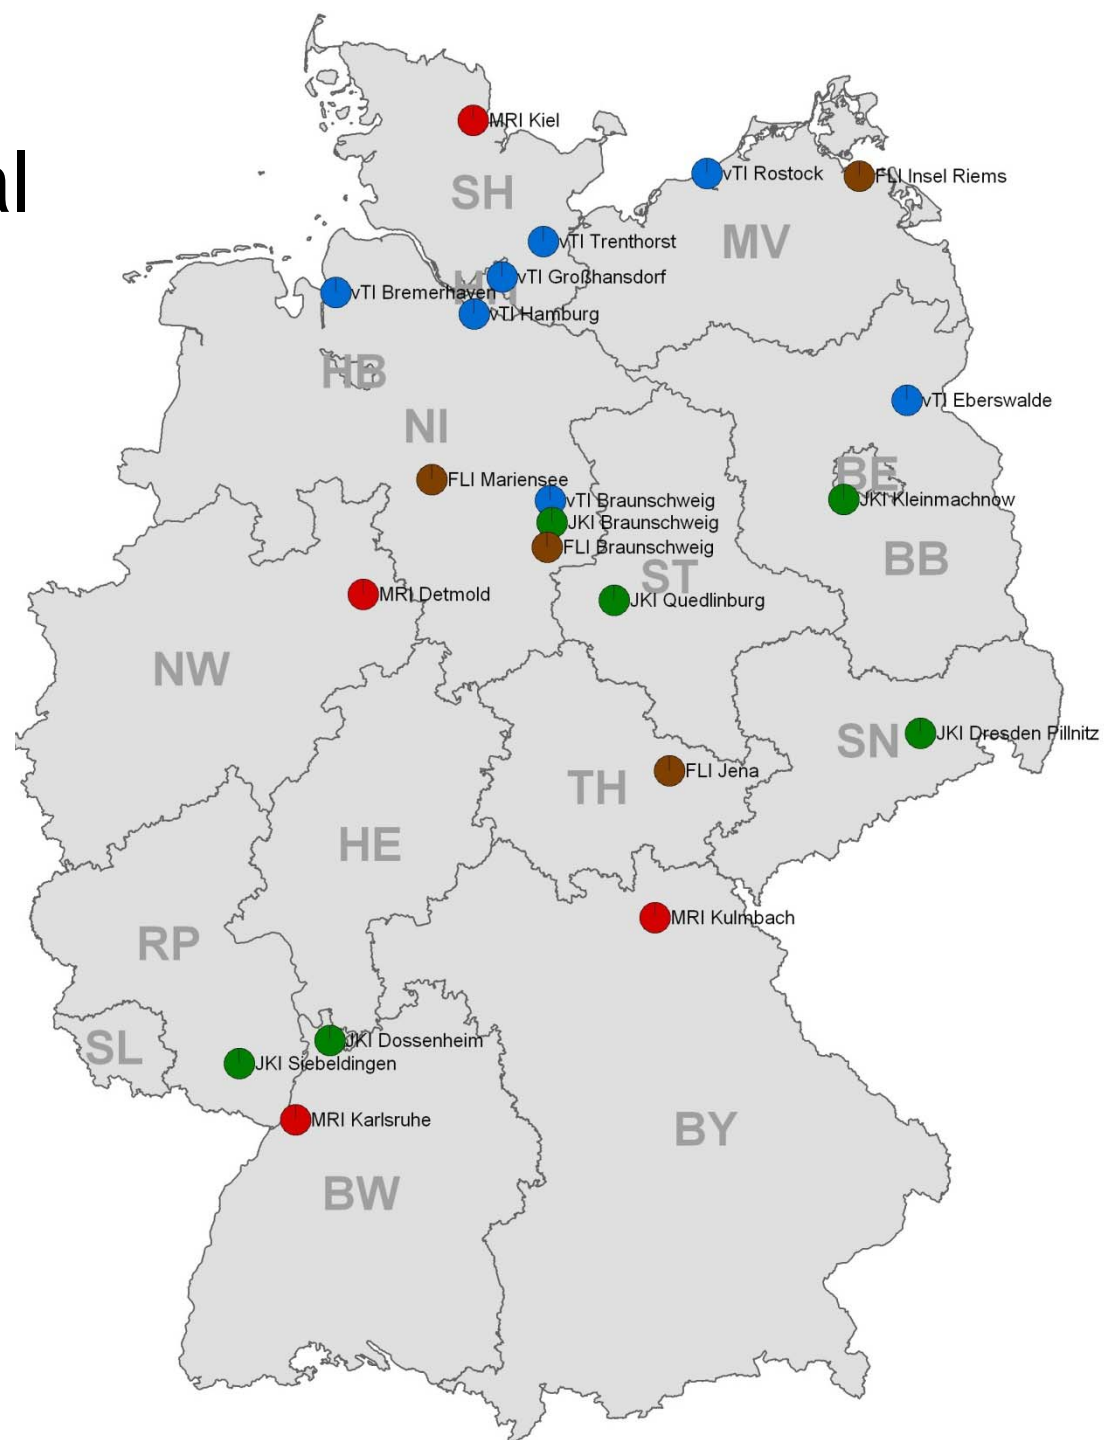 al
MRI Kiel
SH
vTI Rostock
FLI Insel Riems
MV
vTI Trenthorst
vTI Großhansdorf
HH
vTI Bremerhaven
vTI Hamburg
HB
NI
vTI Eberswalde
BE
FLI Mariensee
JKI Kleinmachnow
vTI Braunschweig
JKI Braunschweig
FLI Braunschweig
BB
ST
MRI Detmold
JKI Quedlinburg
NW
SN
JKI Dresden Pillnitz
TH
FLI Jena
HE
MRI Kulmbach
RP
SL
JKI Dossenheim
JKI Siebeldingen
MRI Karlsruhe
BY
BW